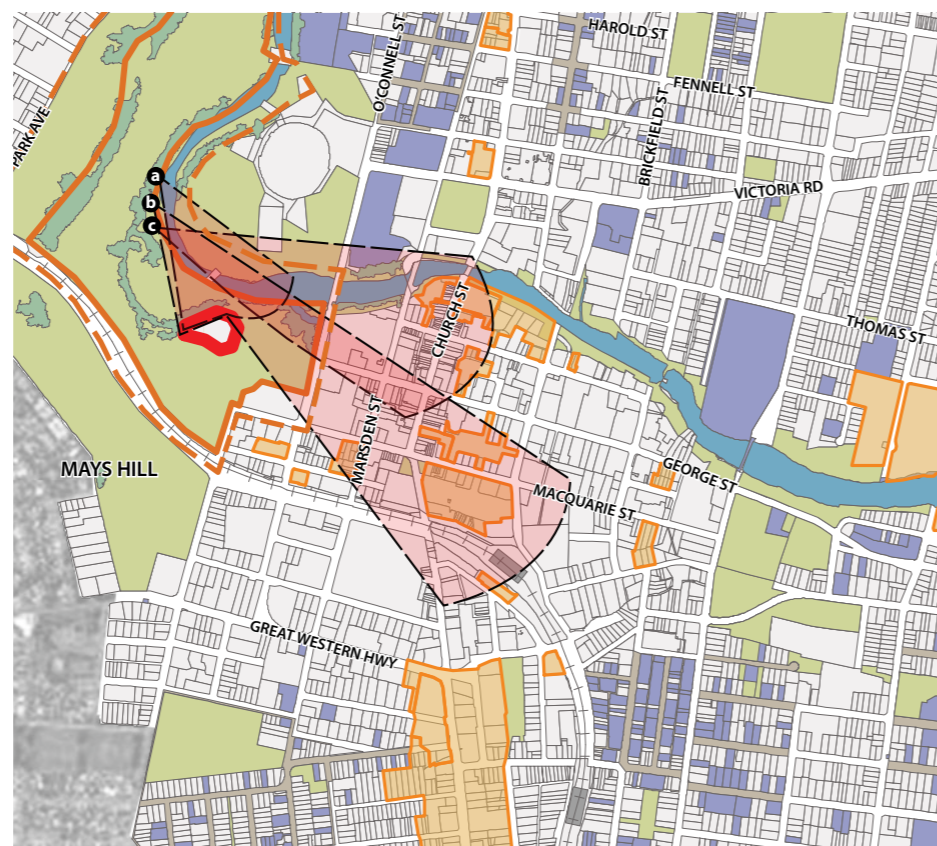 HAROLD ST
O'CONNELL ST
FENNELL ST
PARK AVE
BRICKFIELD ST
a
VICTORIA RD
b
c
CHURCH ST
THOMAS ST
MARSDEN ST
MAYS HILL
GEORGE ST
MACQUARIE ST
GREAT WESTERN HWY